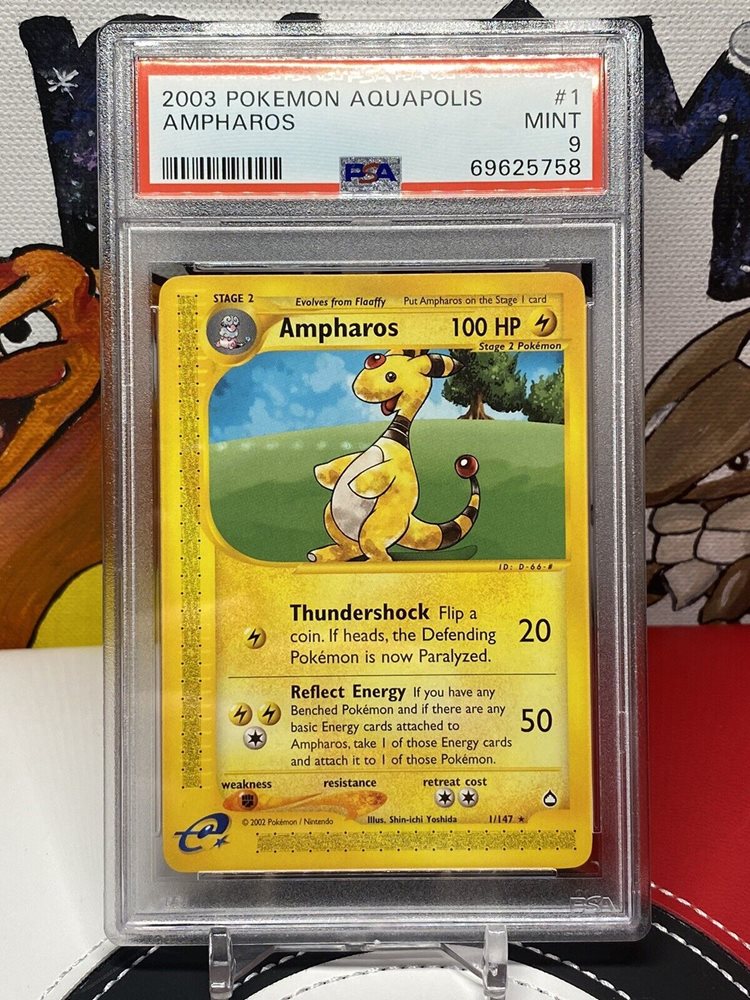 2003 POKEMON AQUAPOLIS #1
AMPHAROS MINT
9
PSA 69625758
STAGE 2 Evolves from Flaaffy Put Ampharos on the Stage 1 card
Ampharos 100 HP
Stage 2 Pokémon
ID: D-66-#
Thundershock Flip a
coin. If heads, the Defending 20
Pokémon is now Paralyzed.
Reflect Energy If you have any
Benched Pokémon and if there are any
basic Energy cards attached to 50
Ampharos, take 1 of those Energy cards
and attach it to 1 of those Pokémon.
weakness resistance retreat cost
© 2002 Pokémon / Nintendo Illus. Shin-ichi Yoshida 1/147 ★
e
PSA